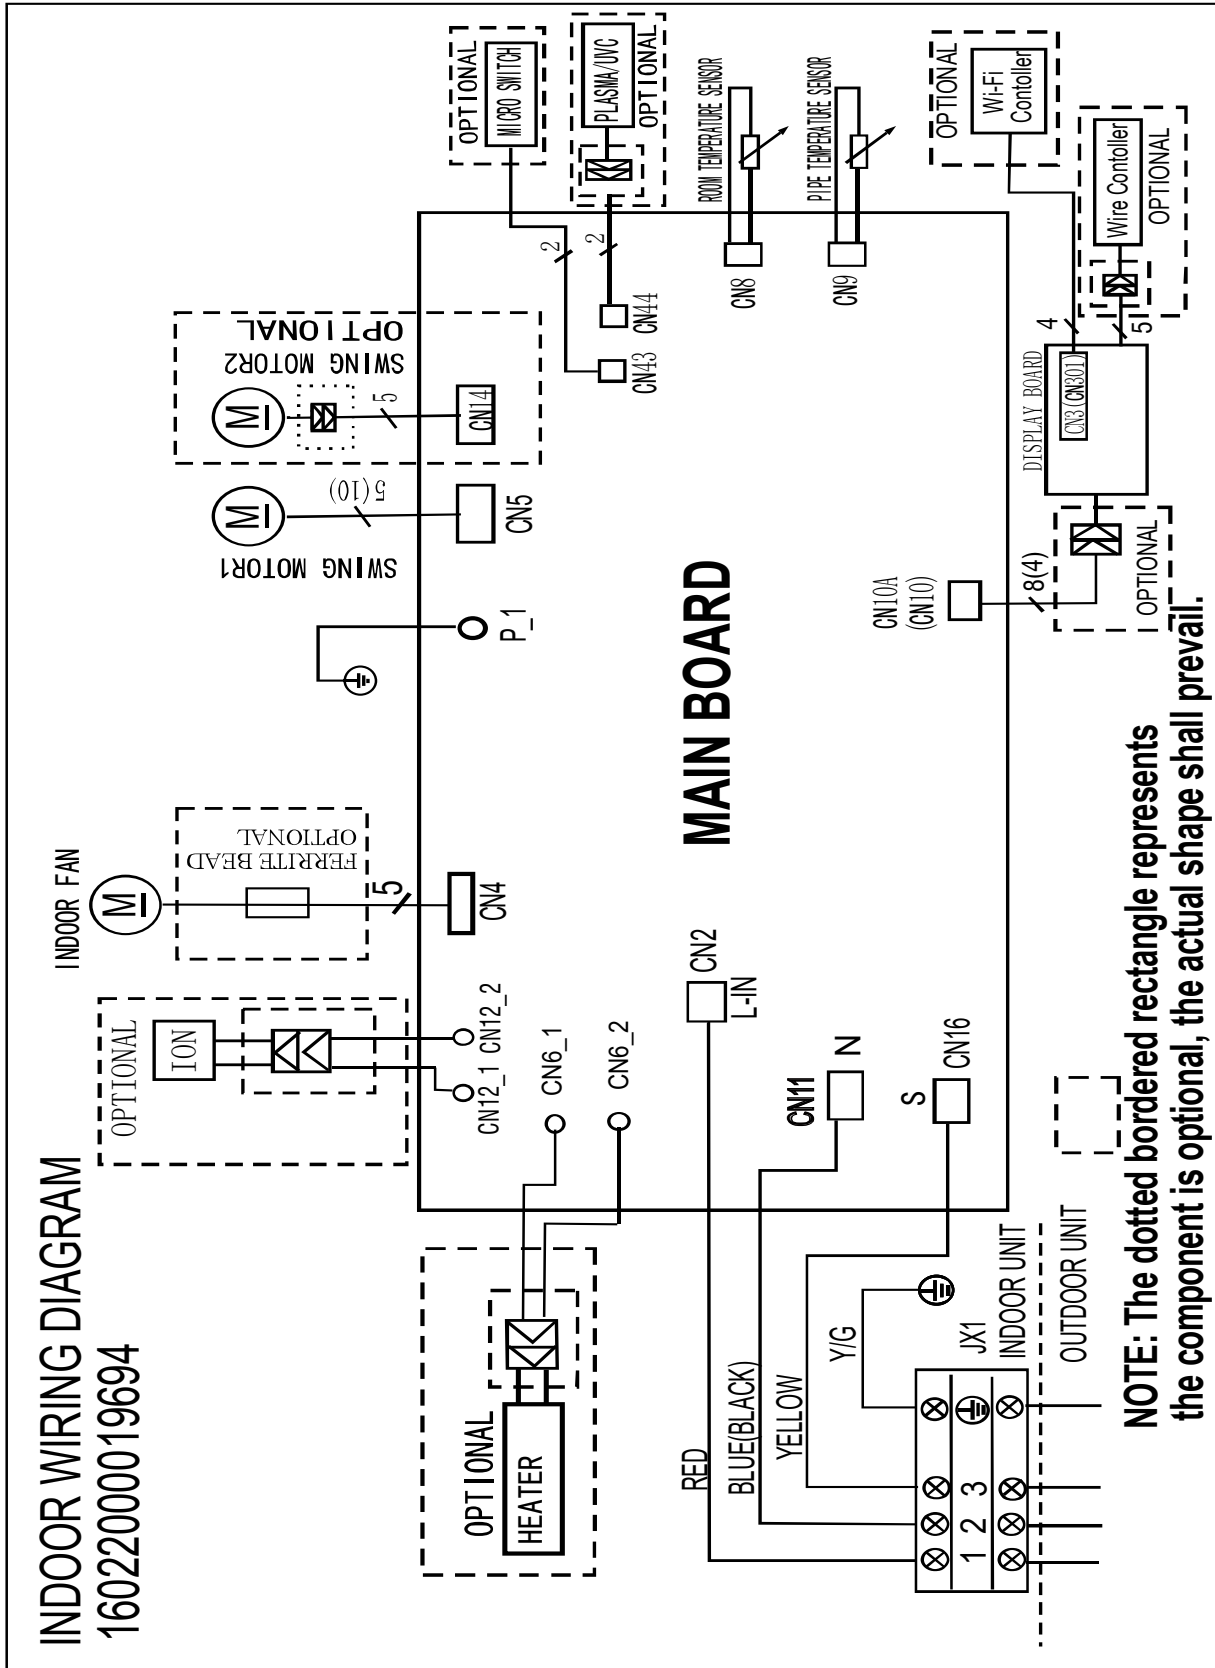 INDOOR WIRING DIAGRAM
16022000019694
OPTIONAL
ION
CN12_1
CN12_2
INDOOR FAN
M
FERRITE BEAD
OPTIONAL
5
CN4
P_1
SWING MOTOR1
M
5(10)
CN5
SWING MOTOR2
OPTIONAL
M
5
CN14
OPTIONAL
MICRO SWITCH
2
CN43
PLASMA/UVC
OPTIONAL
2
CN44
ROOM TEMPERATURE SENSOR
CN8
PIPE TEMPERATURE SENSOR
CN9
OPTIONAL
HEATER
CN6_1
CN6_2
MAIN BOARD
CN2
L-IN
CN11
N
S
CN16
RED
BLUE(BLACK)
YELLOW
Y/G
1 2 3
JX1
INDOOR UNIT
OUTDOOR UNIT
CN10A
(CN10)
8(4)
OPTIONAL
DISPLAY BOARD
CN3(CN301)
4
5
OPTIONAL
Wi-Fi
Contoller
Wire Contoller
OPTIONAL
NOTE: The dotted bordered rectangle represents
the component is optional, the actual shape shall prevail.